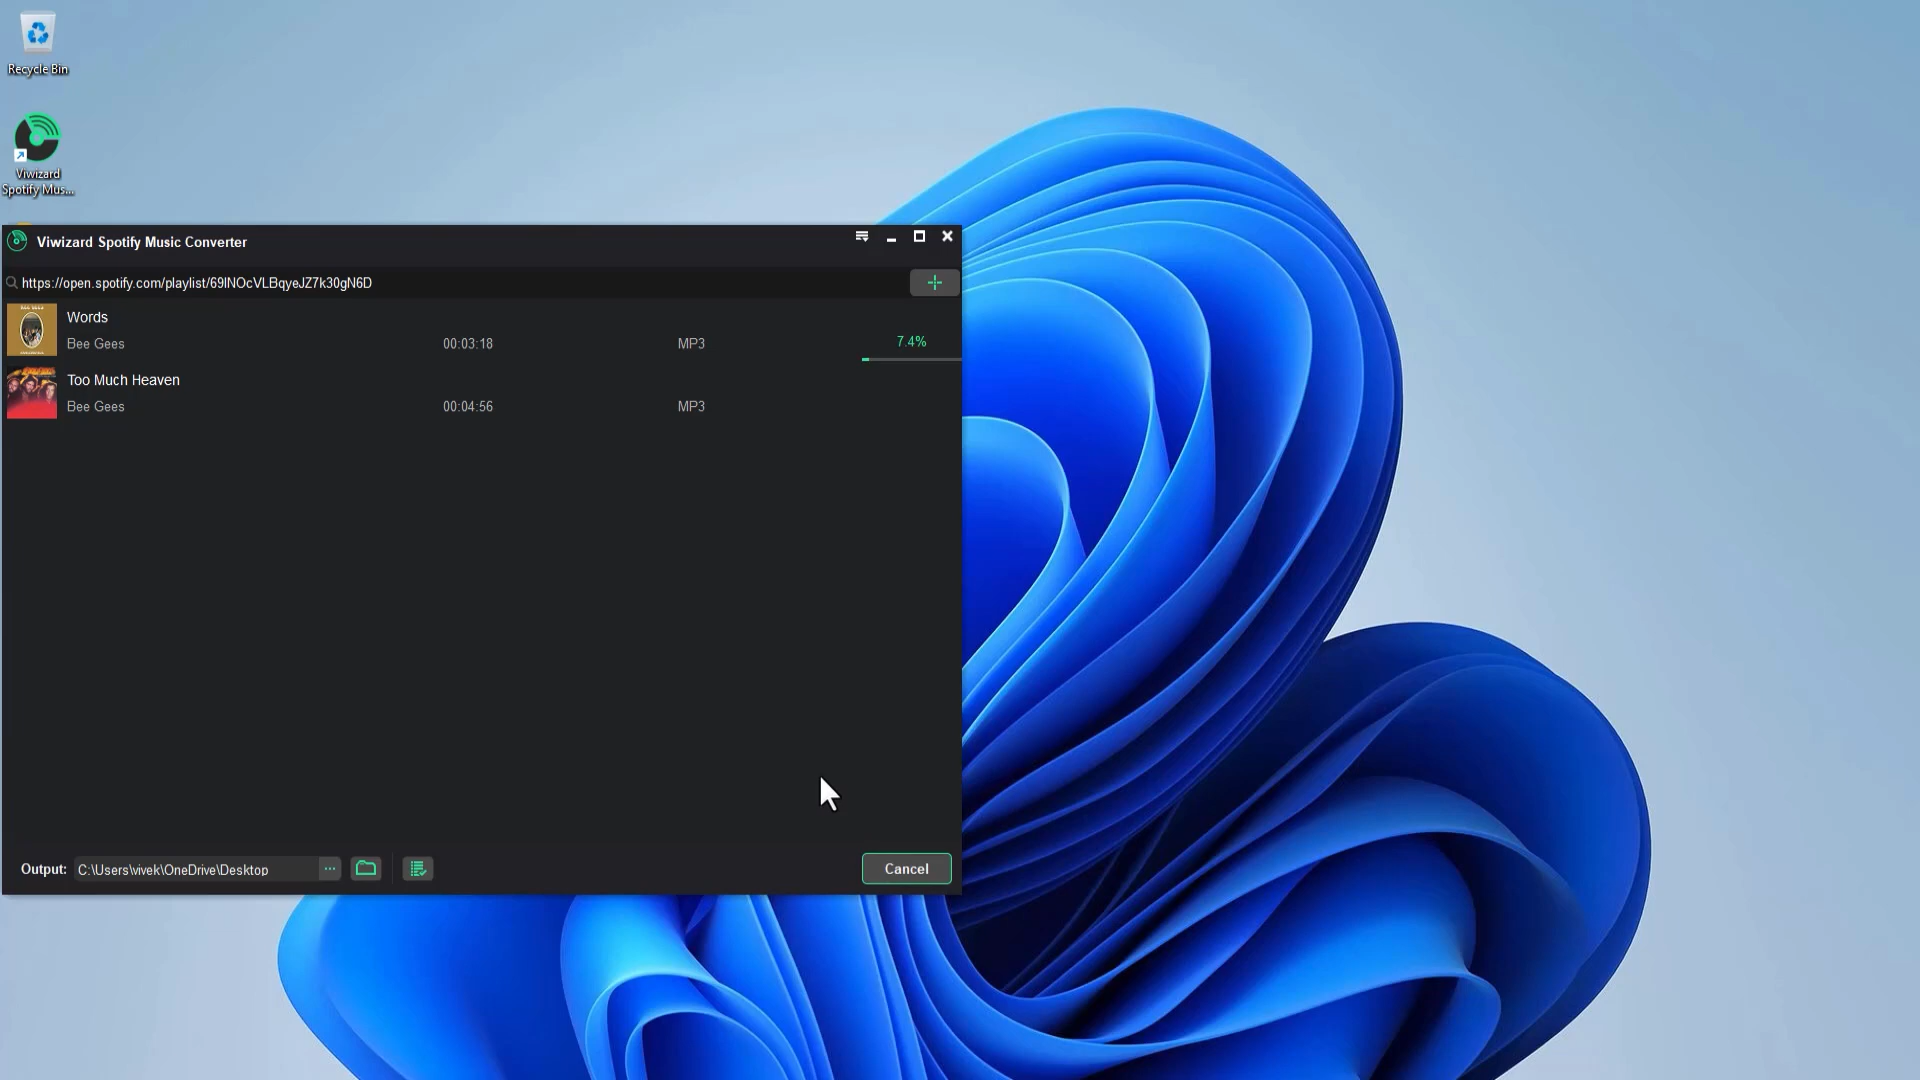 Recycle Bin
Viwizard
Spotify Mus...
Viwizard Spotify Music Converter
https://open.spotify.com/playlist/69lNOcVLBqyeJZ7k30gN6D
Words
Bee Gees 00:03:18 MP3 7.4%
Too Much Heaven
Bee Gees 00:04:56 MP3
Output: C:\Users\vivek\OneDrive\Desktop ... Cancel